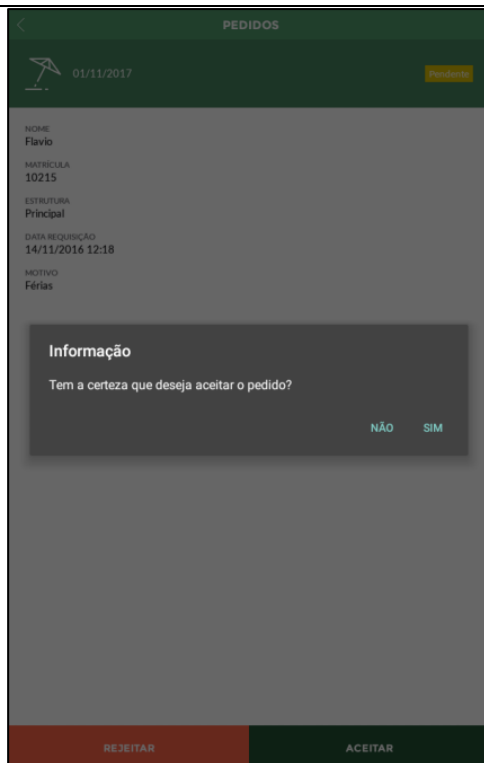 PEDIDOS
01/11/2017
Pendente
NOME
Flavio
MATRÍCULA
10215
ESTRUTURA
Principal
DATA REQUISIÇÃO
14/11/2016 12:18
MOTIVO
Férias
Informação
Tem a certeza que deseja aceitar o pedido?
NÃO SIM
REJEITAR ACEITAR